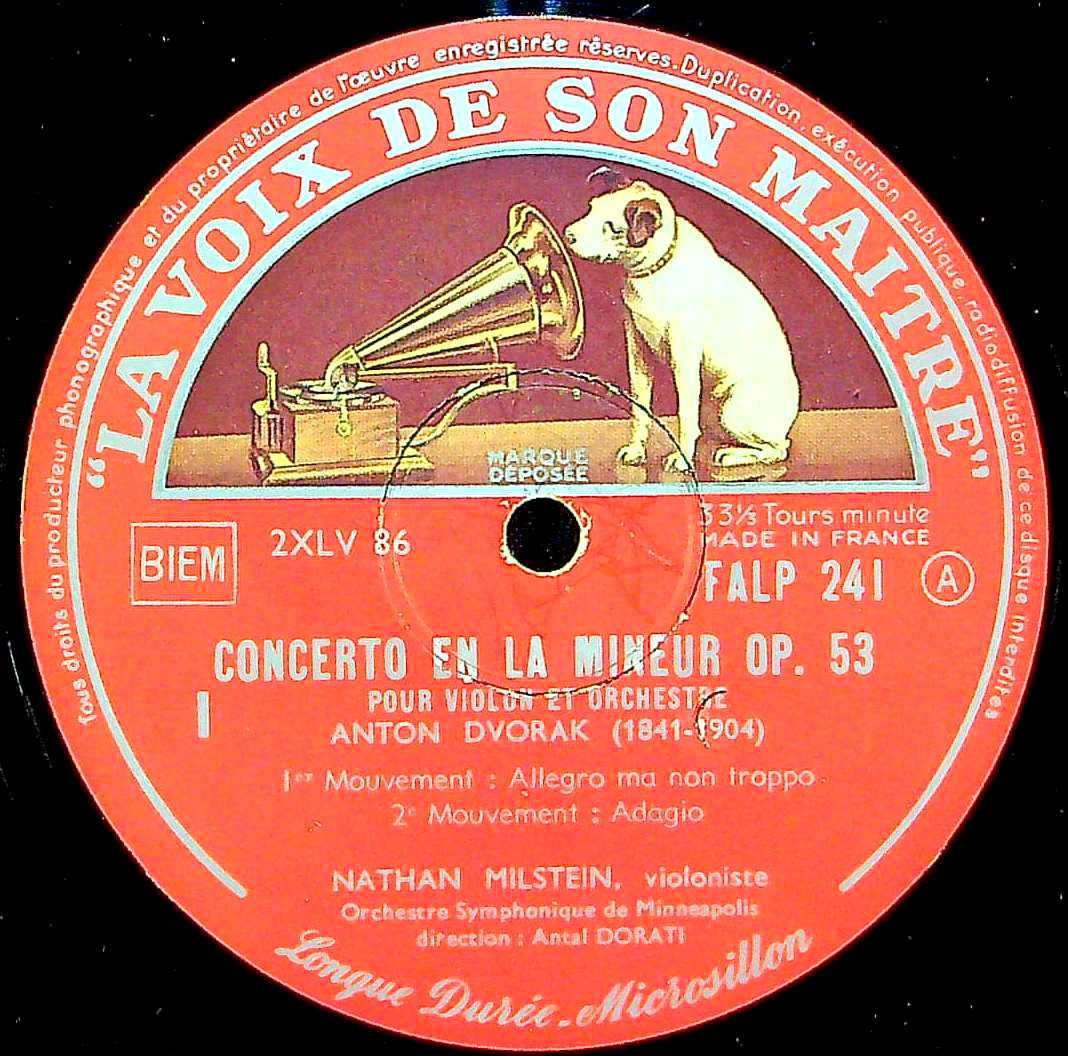 Tous droits du producteur phonographique et du propriétaire de l'œuvre enregistrée réservés. Duplication, exécution publique, radiodiffusion de ce disque interdites
"LA VOIX DE SON MAITRE"
MARQUE
DÉPOSÉE
33⅓ Tours minute
MADE IN FRANCE
BIEM
2XLV 86
FALP 241
A
CONCERTO EN LA MINEUR OP. 53
POUR VIOLON ET ORCHESTRE
I
ANTON DVORAK (1841-1904)
1er Mouvement : Allegro ma non troppo
2e Mouvement : Adagio
NATHAN MILSTEIN, violoniste
Orchestre Symphonique de Minneapolis
direction : Antal DORATI
Longue Durée-Microsillon